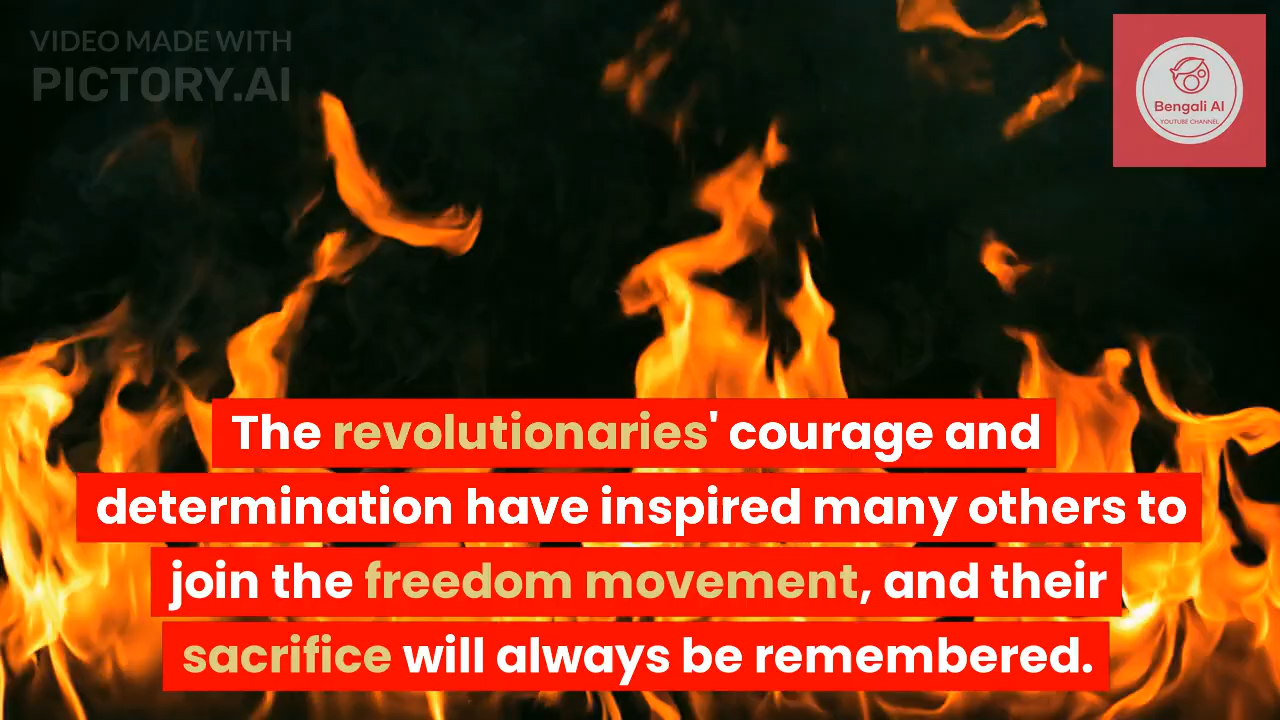 VIDEO MADE WITH
PICTORY.AI
Bengali AI
YOUTUBE CHANNEL
The revolutionaries' courage and
determination have inspired many others to
join the freedom movement, and their
sacrifice will always be remembered.